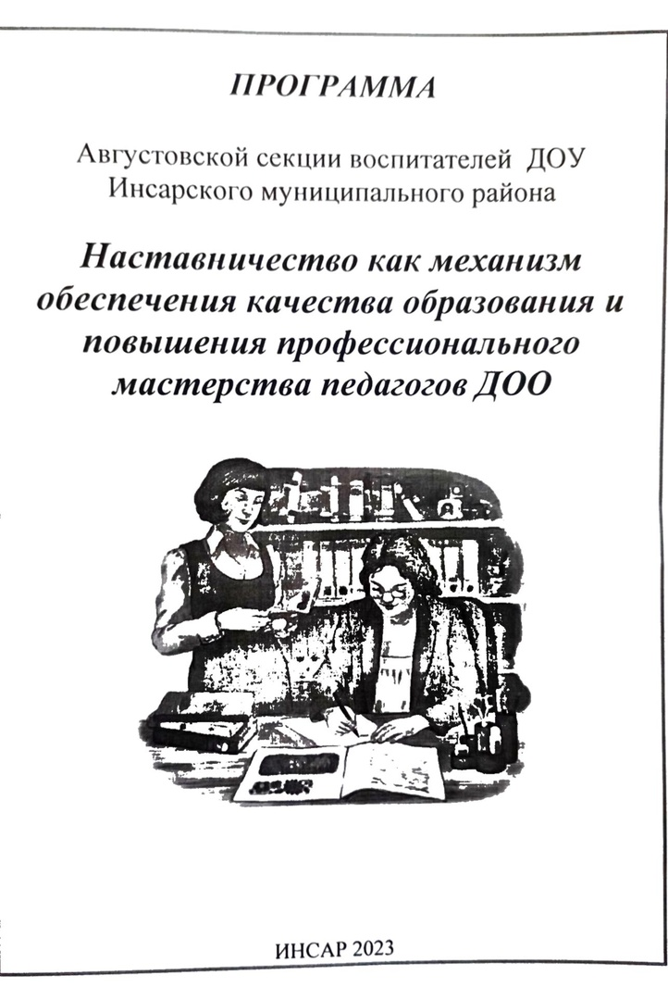 ПРОГРАММА
Августовской секции воспитателей ДОУ
Инсарского муниципального района
Наставничество как механизм
обеспечения качества образования и
повышения профессионального
мастерства педагогов ДОО
ИНСАР 2023